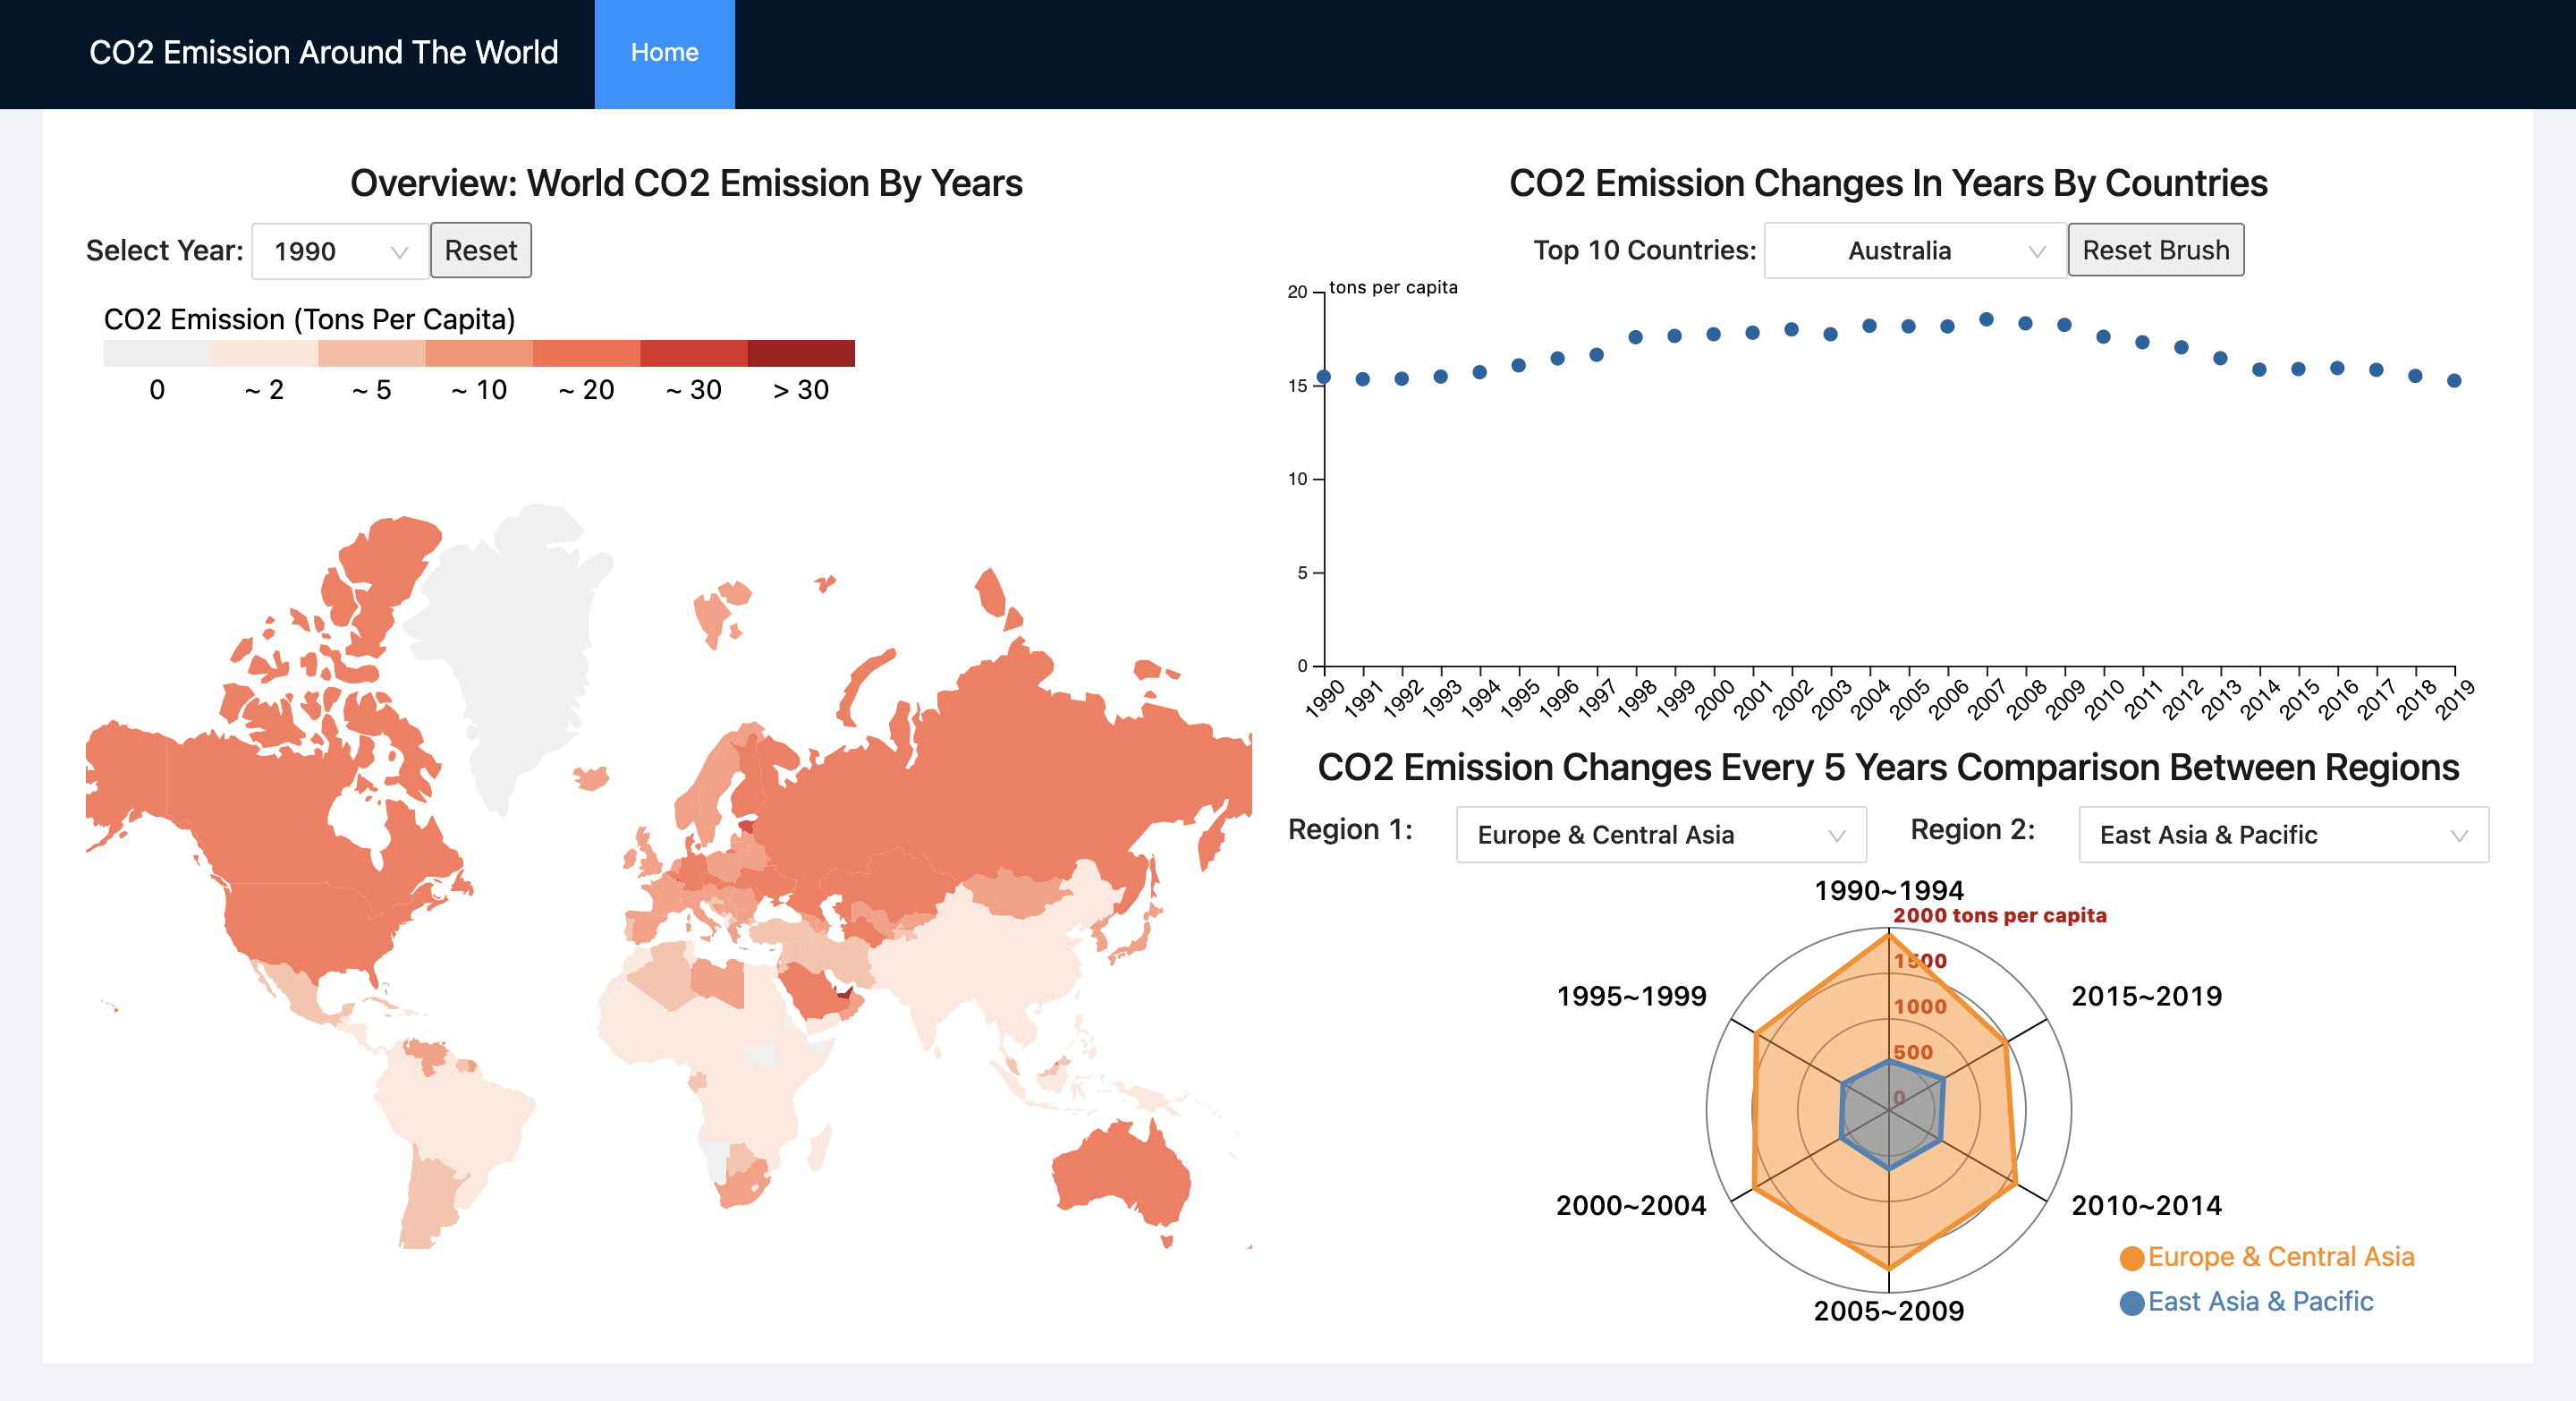 CO2 Emission Around The World
Home
Overview: World CO2 Emission By Years
Select Year: 1990 Reset
CO2 Emission (Tons Per Capita)
0 ~ 2 ~ 5 ~ 10 ~ 20 ~ 30 > 30
CO2 Emission Changes In Years By Countries
Top 10 Countries: Australia Reset Brush
tons per capita
20
15
10
5
0
1990 1991 1992 1993 1994 1995 1996 1997 1998 1999 2000 2001 2002 2003 2004 2005 2006 2007 2008 2009 2010 2011 2012 2013 2014 2015 2016 2017 2018 2019
CO2 Emission Changes Every 5 Years Comparison Between Regions
Region 1: Europe & Central Asia Region 2: East Asia & Pacific
1990~1994
2000 tons per capita
1500
1000
500
0
1995~1999
2015~2019
2000~2004
2010~2014
2005~2009
Europe & Central Asia
East Asia & Pacific